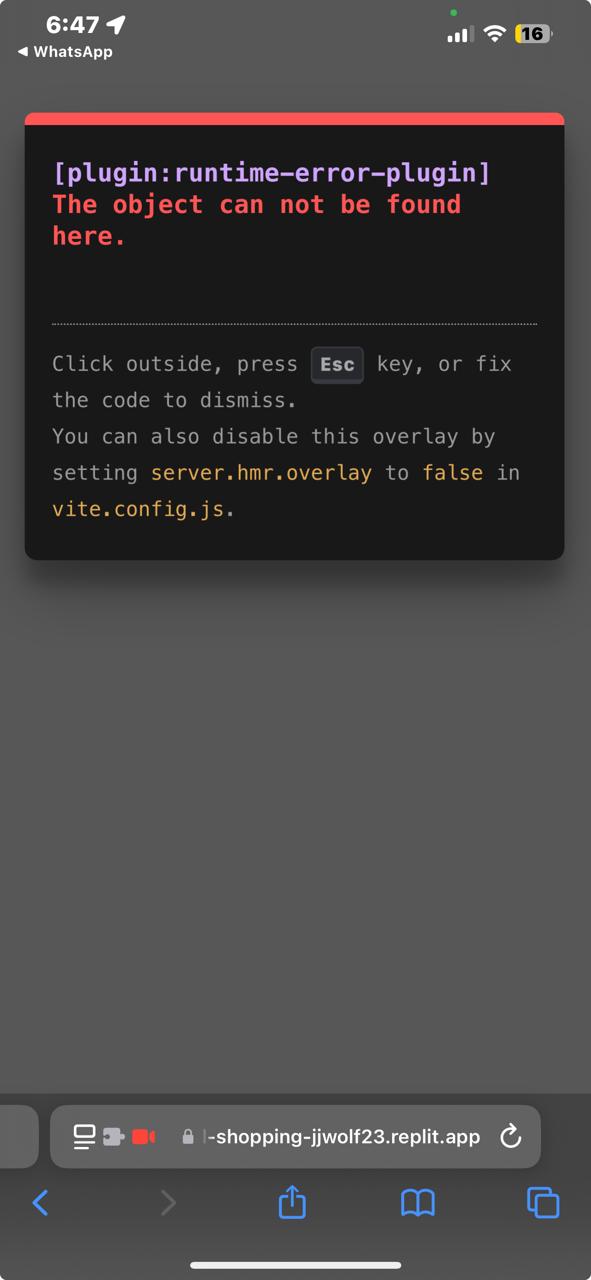 6:47
WhatsApp
16
[plugin:runtime-error-plugin]
The object can not be found
here.
Click outside, press Esc key, or fix
the code to dismiss.
You can also disable this overlay by
setting server.hmr.overlay to false in
vite.config.js.
-shopping-jjwolf23.replit.app